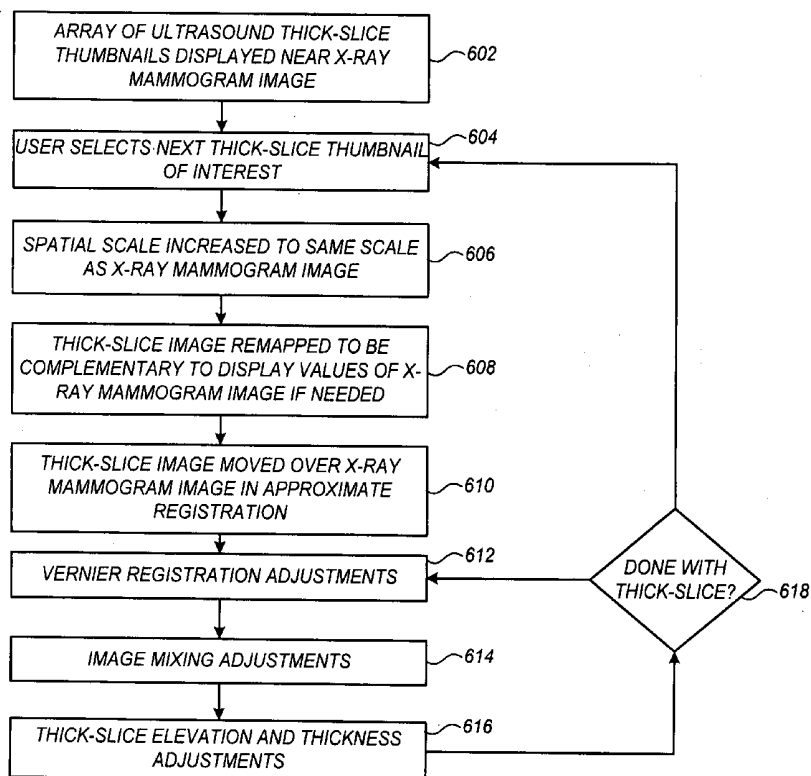 ARRAY OF ULTRASOUND THICK-SLICE
THUMBNAILS DISPLAYED NEAR X-RAY
MAMMOGRAM IMAGE
602
604
USER SELECTS NEXT THICK-SLICE THUMBNAIL
OF INTEREST
SPATIAL SCALE INCREASED TO SAME SCALE
AS X-RAY MAMMOGRAM IMAGE
606
THICK-SLICE IMAGE REMAPPED TO BE
COMPLEMENTARY TO DISPLAY VALUES OF X-
RAY MAMMOGRAM IMAGE IF NEEDED
608
THICK-SLICE IMAGE MOVED OVER X-RAY
MAMMOGRAM IMAGE IN APPROXIMATE
REGISTRATION
610
612
VERNIER REGISTRATION ADJUSTMENTS
DONE WITH
THICK-SLICE?
618
IMAGE MIXING ADJUSTMENTS
614
616
THICK-SLICE ELEVATION AND THICKNESS
ADJUSTMENTS